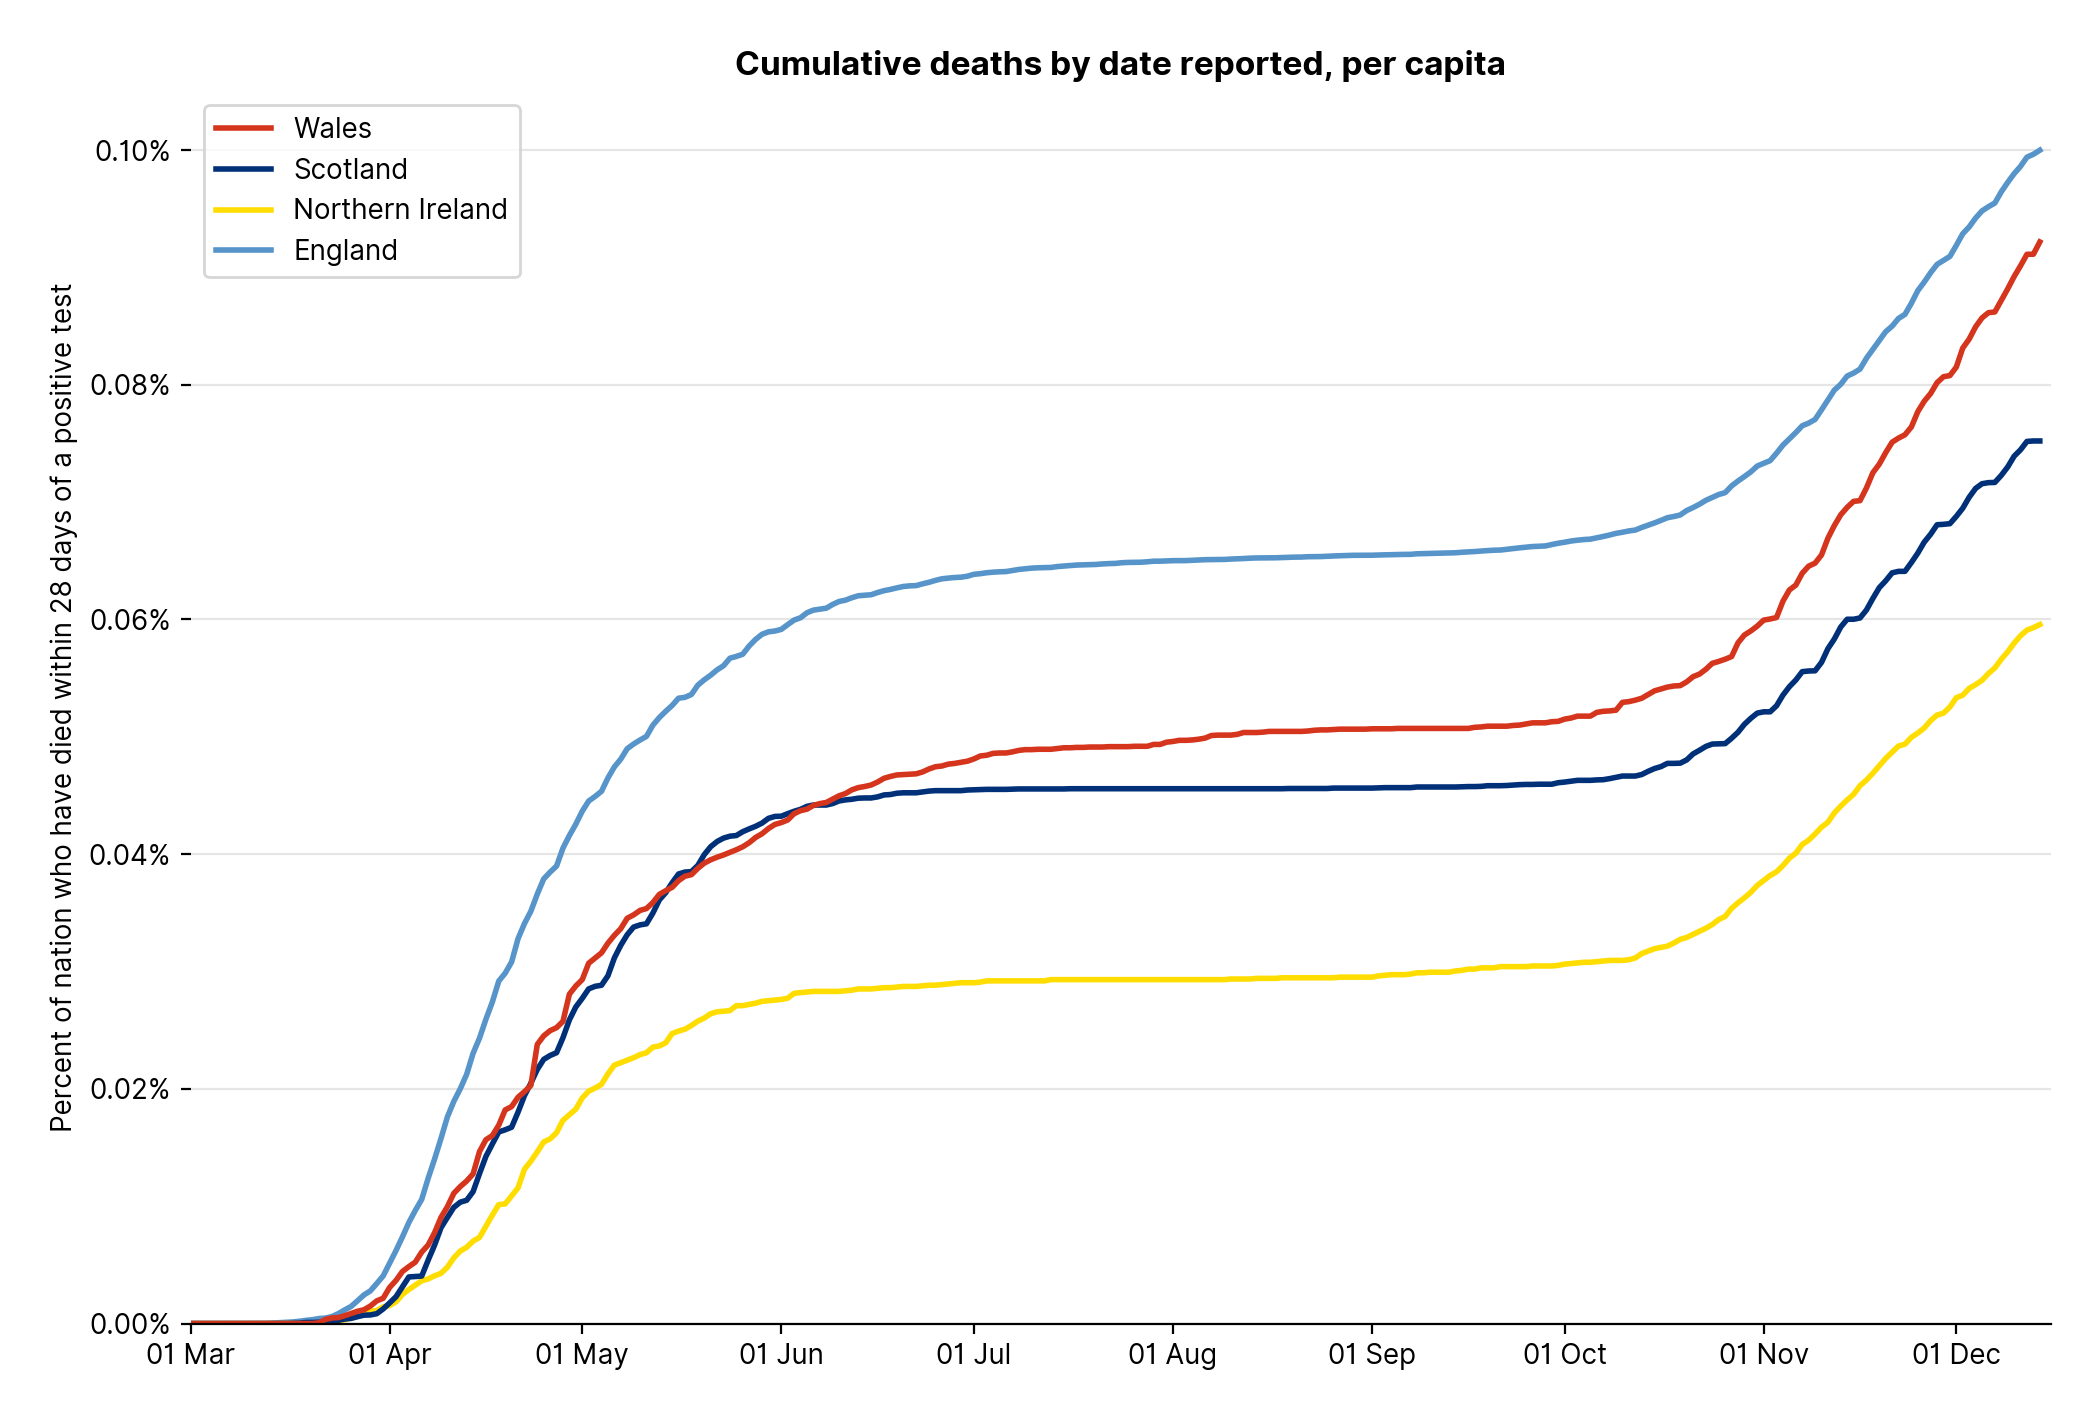 Cumulative deaths by date reported, per capita
Wales
Scotland
Northern Ireland
England
Percent of nation who have died within 28 days of a positive test
0.10%
0.08%
0.06%
0.04%
0.02%
0.00%
01 Mar
01 Apr
01 May
01 Jun
01 Jul
01 Aug
01 Sep
01 Oct
01 Nov
01 Dec